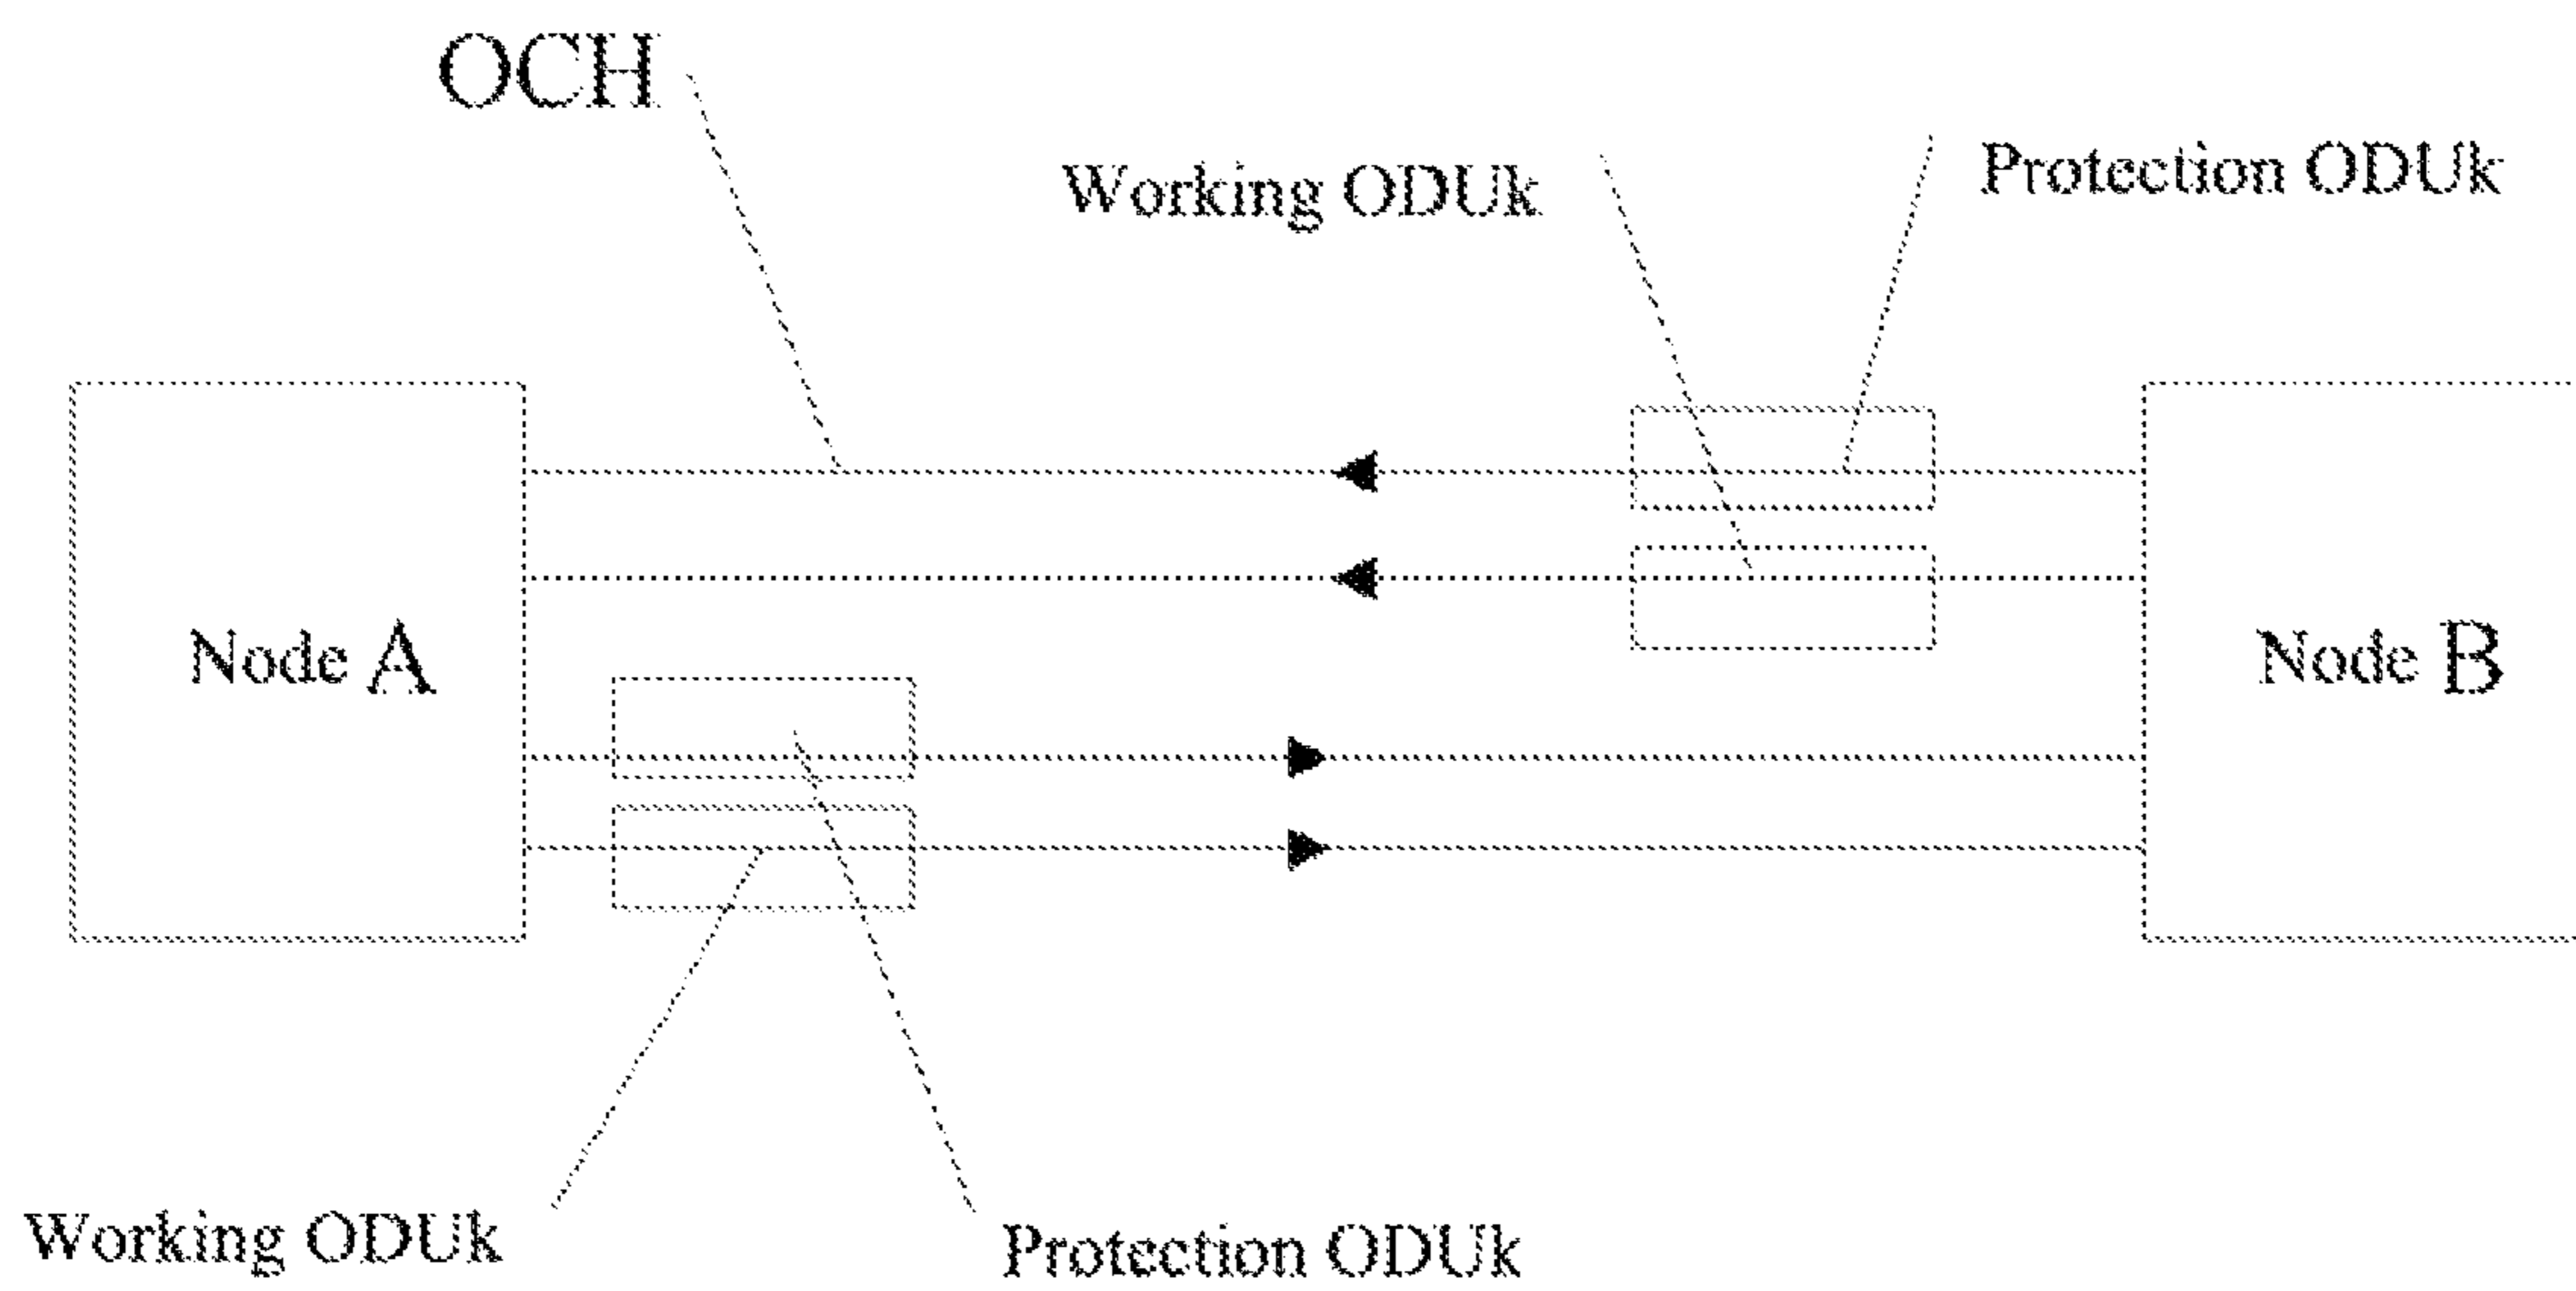 OCH
Working ODUk
Protection ODUk
Node A
Node B
Working ODUk
Protection ODUk